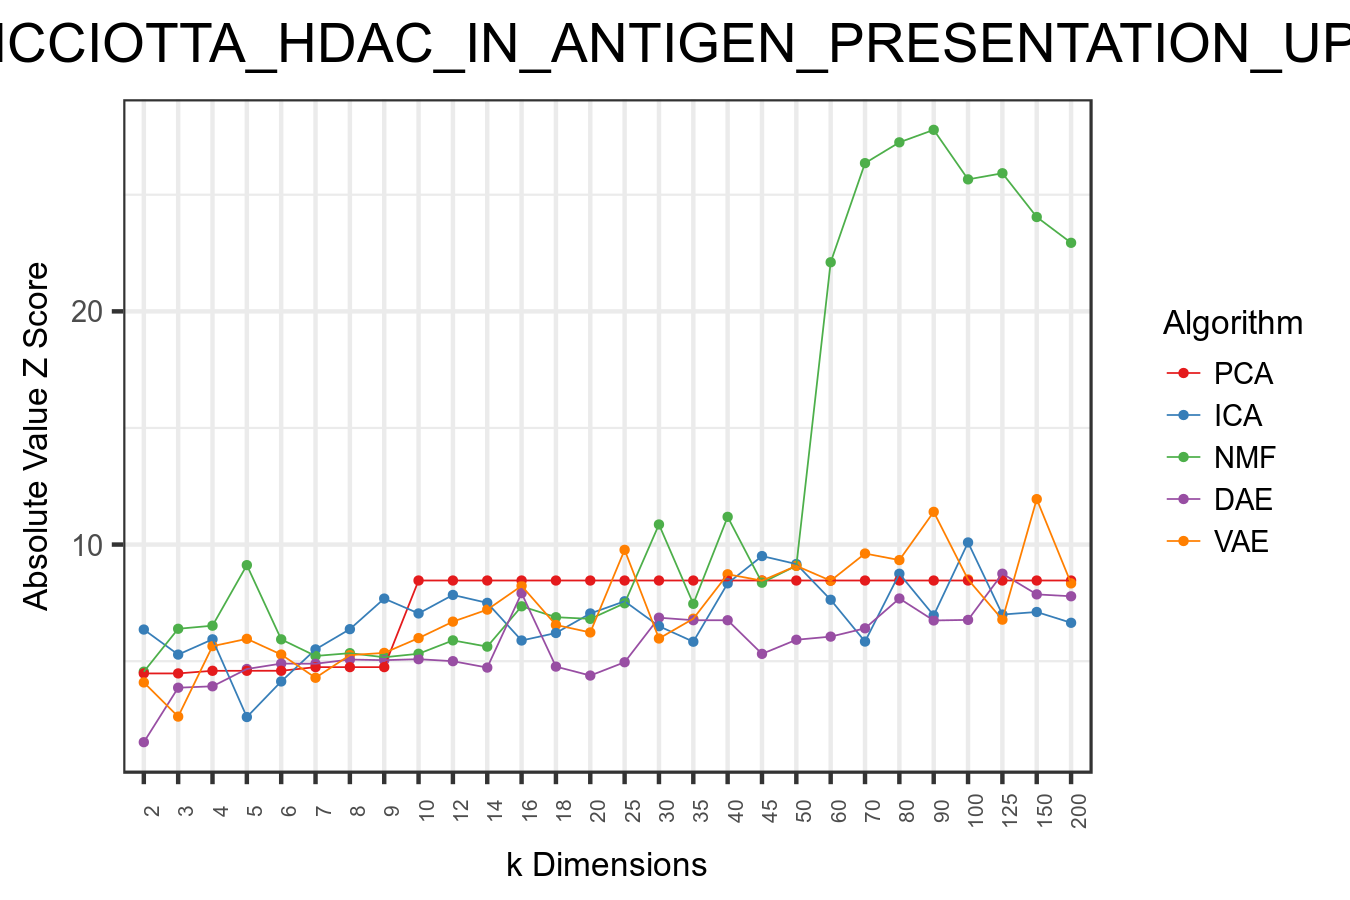 ICCIOTTA_HDAC_IN_ANTIGEN_PRESENTATION_UP
Absolute Value Z Score
20
10
2 3 4 5 6 7 8 9 10 12 14 16 18 20 25 30 35 40 45 50 60 70 80 90 100 125 150 200
k Dimensions
Algorithm
PCA
ICA
NMF
DAE
VAE